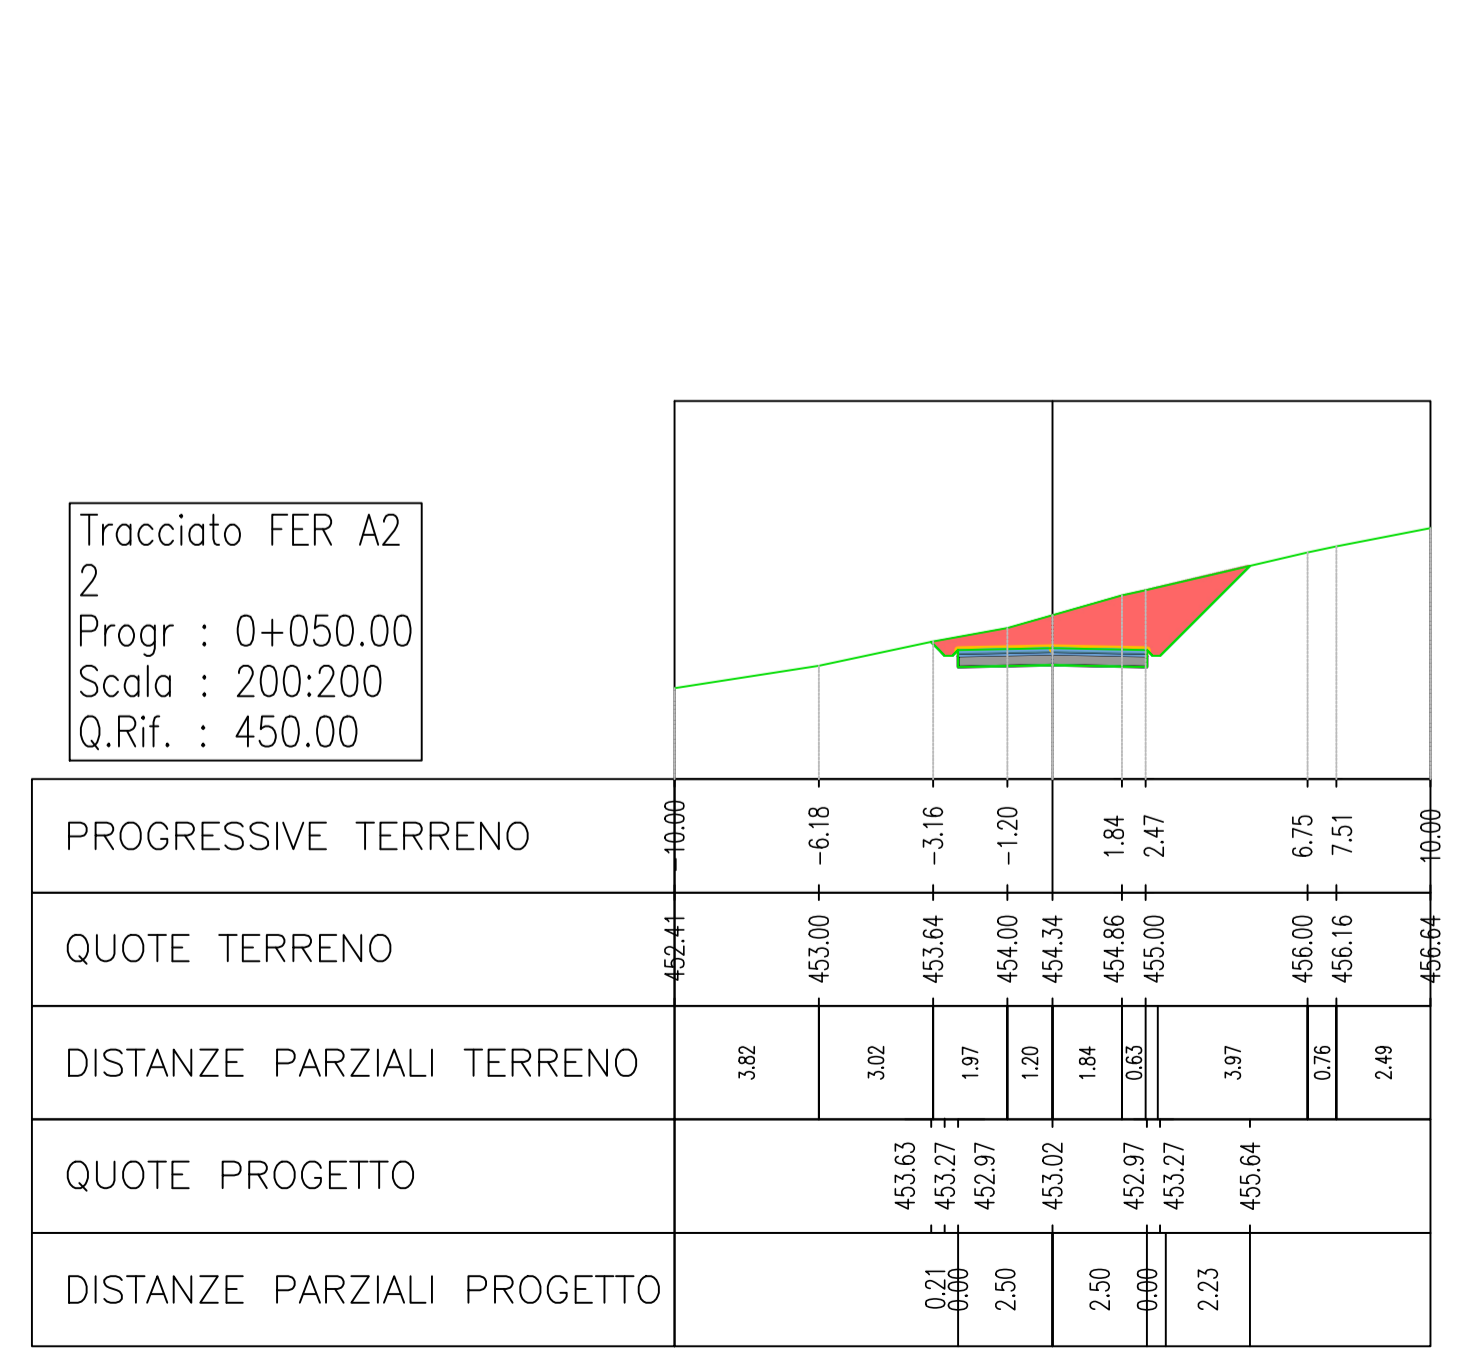 Tracciato FER A2
2
Progr : 0+050.00
Scala : 200:200
Q.Rif. : 450.00
PROGRESSIVE TERRENO -10.00 -6.18 -3.16 -1.20 1.84 2.47 6.75 7.51 10.00
QUOTE TERRENO 452.41 453.00 453.64 454.00 454.34 454.86 455.00 456.00 456.16 456.64
DISTANZE PARZIALI TERRENO 3.82 3.02 1.97 1.20 1.84 0.63 3.97 0.76 2.49
QUOTE PROGETTO 453.63 453.27 452.97 453.02 452.97 453.27 455.64
DISTANZE PARZIALI PROGETTO 0.21 0.00 2.50 2.50 0.00 2.23